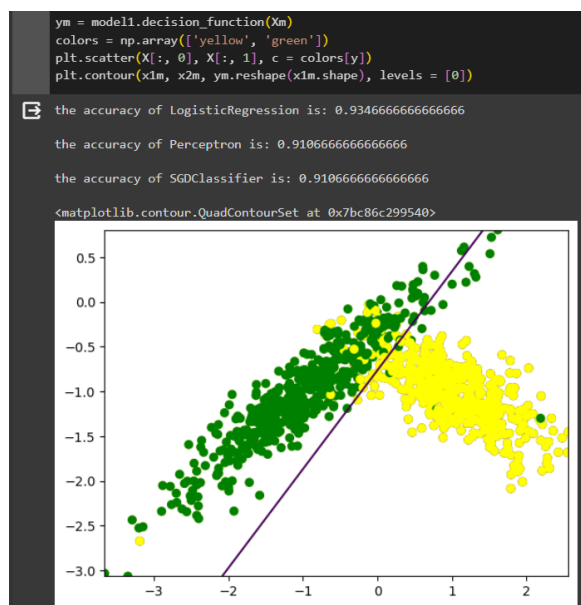 ym = model1.decision_function(Xm)
colors = np.array(['yellow', 'green'])
plt.scatter(X[:, 0], X[:, 1], c = colors[y])
plt.contour(x1m, x2m, ym.reshape(x1m.shape), levels = [0])
the accuracy of LogisticRegression is: 0.9346666666666666
the accuracy of Perceptron is: 0.9106666666666666
the accuracy of SGDClassifier is: 0.9106666666666666
<matplotlib.contour.QuadContourSet at 0x7bc86c299540>
0.5
0.0
−0.5
−1.0
−1.5
−2.0
−2.5
−3.0
−3 −2 −1 0 1 2